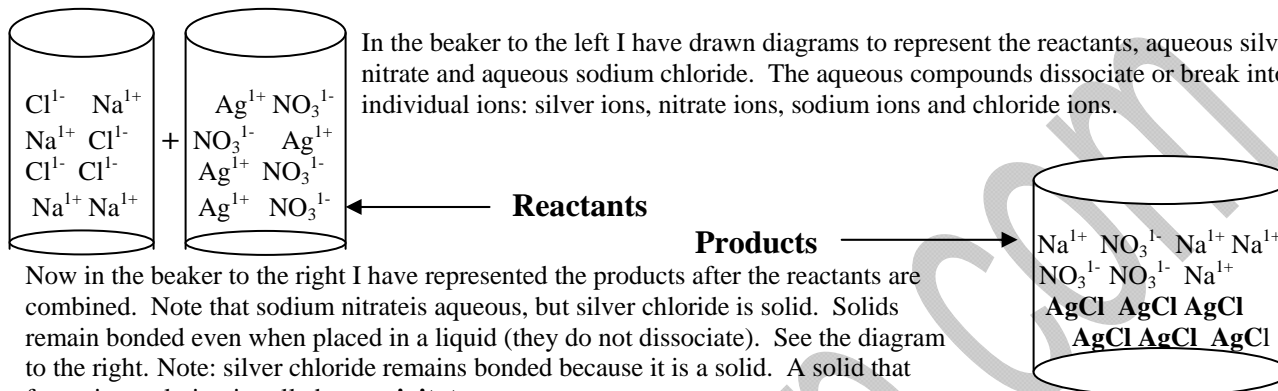 In the beaker to the left I have drawn diagrams to represent the reactants, aqueous silv
nitrate and aqueous sodium chloride. The aqueous compounds dissociate or break into
individual ions: silver ions, nitrate ions, sodium ions and chloride ions.
Cl¹⁻ Na¹⁺
Na¹⁺ Cl¹⁻
Cl¹⁻ Cl¹⁻
Na¹⁺ Na¹⁺
+
Ag¹⁺ NO₃¹⁻
NO₃¹⁻ Ag¹⁺
Ag¹⁺ NO₃¹⁻
Ag¹⁺ NO₃¹⁻
Reactants
Products
Na¹⁺ NO₃¹⁻ Na¹⁺ Na¹⁺
NO₃¹⁻ NO₃¹⁻ Na¹⁺
AgCl AgCl AgCl
AgCl AgCl AgCl
Now in the beaker to the right I have represented the products after the reactants are
combined. Note that sodium nitrateis aqueous, but silver chloride is solid. Solids
remain bonded even when placed in a liquid (they do not dissociate). See the diagram
to the right. Note: silver chloride remains bonded because it is a solid. A solid that